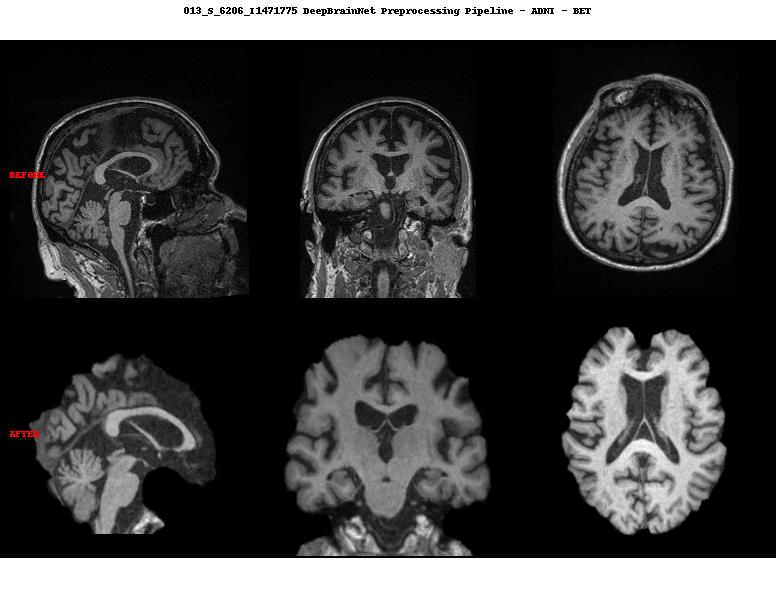 013_S_6206_I1471775 DeepBrainNet Preprocessing Pipeline - ADNI - BET
BEFORE
AFTER